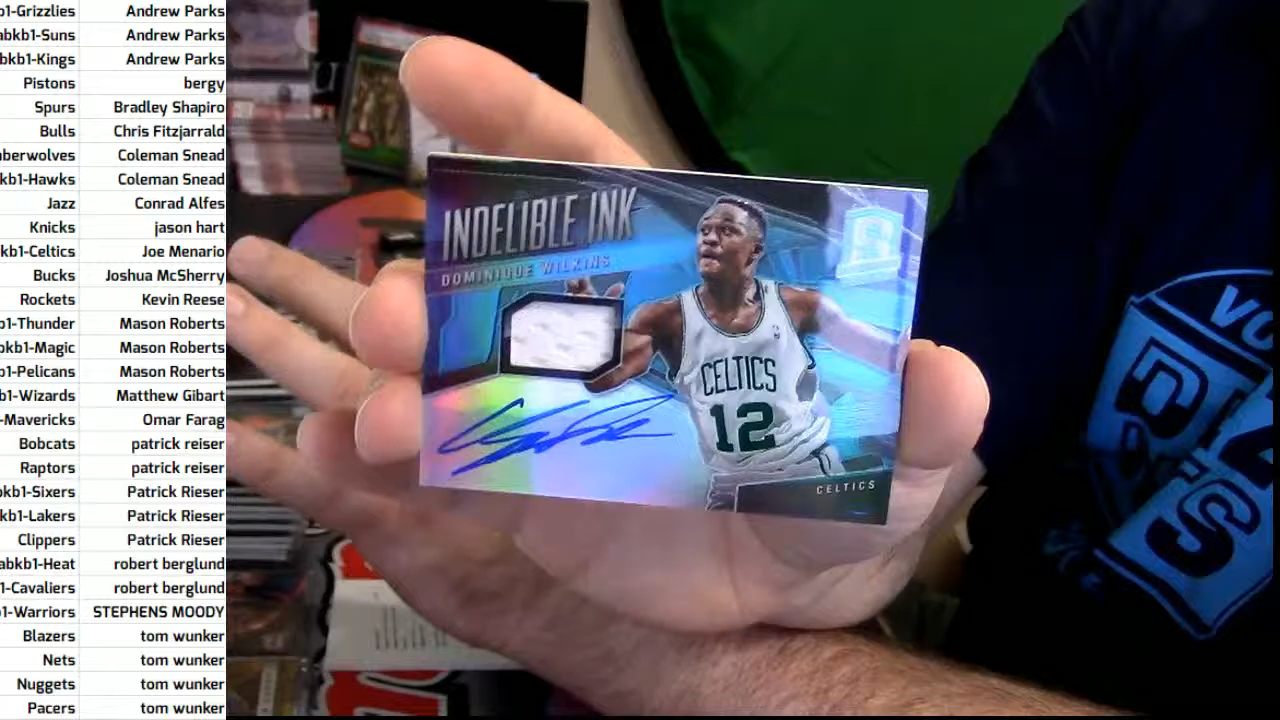 b1-Grizzlies Andrew Parks
abkb1-Suns Andrew Parks
bkb1-Kings Andrew Parks
Pistons bergy
Spurs Bradley Shapiro
Bulls Chris Fitzjarrald
nberwolves Coleman Snead
kb1-Hawks Coleman Snead
Jazz Conrad Alfes
Knicks jason hart
kb1-Celtics Joe Menario
Bucks Joshua McSherry
Rockets Kevin Reese
b1-Thunder Mason Roberts
bkb1-Magic Mason Roberts
b1-Pelicans Mason Roberts
b1-Wizards Matthew Gibart
-Mavericks Omar Farag
Bobcats patrick reiser
Raptors patrick reiser
bkb1-Sixers Patrick Rieser
kb1-Lakers Patrick Rieser
Clippers Patrick Rieser
abkb1-Heat robert berglund
1-Cavaliers robert berglund
b1-Warriors STEPHENS MOODY
Blazers tom wunker
Nets tom wunker
Nuggets tom wunker
Pacers tom wunker
INDELIBLE INK
DOMINIQUE WILKINS
CELTICS
12
CELTICS